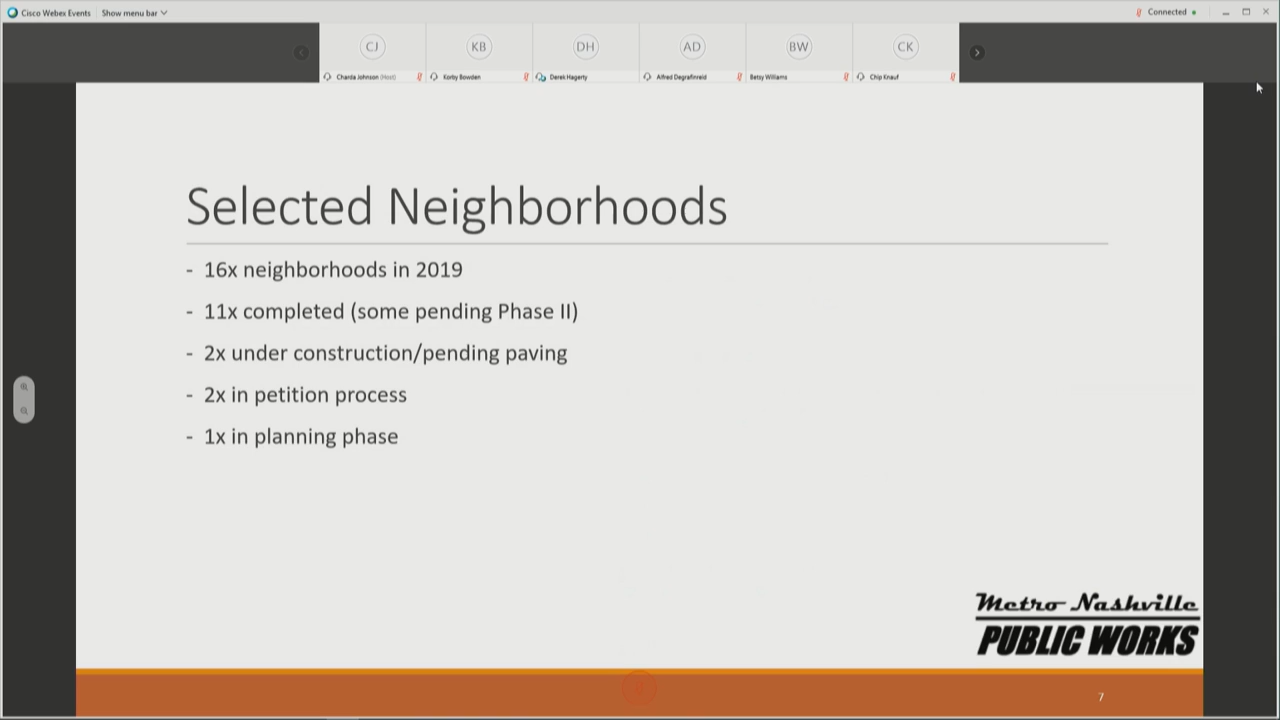 Cisco Webex Events Show menu bar Connected
CJ KB DH AD BW CK
Charda Johnson (Host) Korby Bowden Derek Hagerty Alfred Degrafinreid Betsy Williams Chip Knauf
Selected Neighborhoods
- 16x neighborhoods in 2019
- 11x completed (some pending Phase II)
- 2x under construction/pending paving
- 2x in petition process
- 1x in planning phase
Metro Nashville
PUBLIC WORKS
7